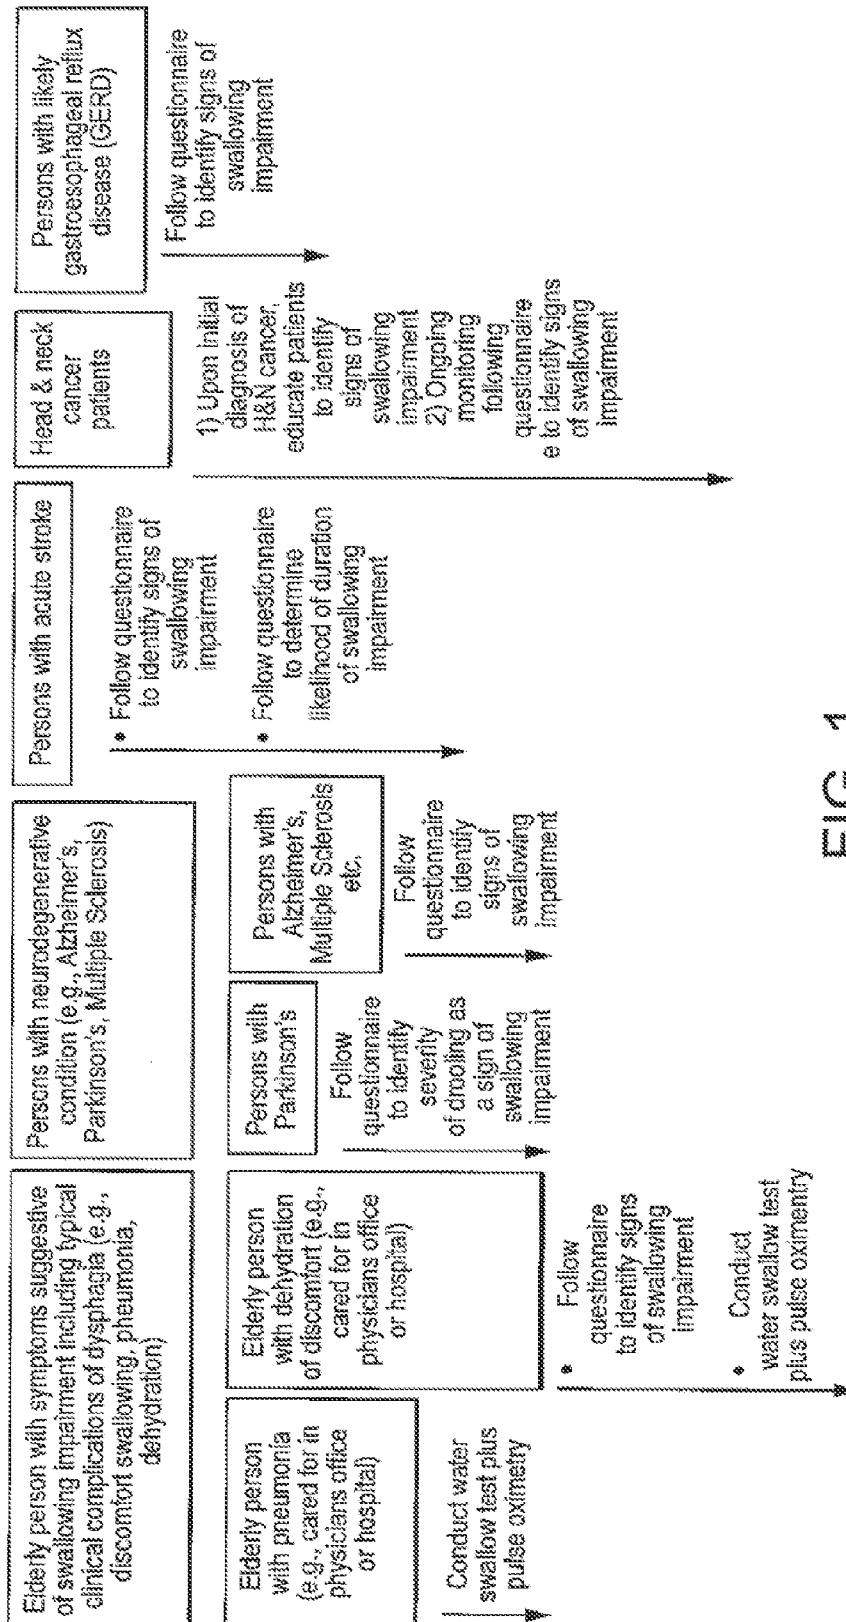 Elderly person with symptoms suggestive
of swallowing impairment including typical
clinical complications of dysphagia (e.g.,
discomfort swallowing, pneumonia,
dehydration)
Persons with neurodegenerative
condition (e.g., Alzheimer's,
Parkinson's, Multiple Sclerosis)
Persons with acute stroke
Head & neck
cancer
patients
Persons with likely
gastroesophageal reflux
disease (GERD)
Elderly person
with pneumonia
(e.g., cared for in
physicians office
or hospital)
Conduct water
swallow test plus
pulse oximetry
Elderly person
with dehydration
of discomfort (e.g.,
cared for in
physicians office
or hospital)
• Follow
questionnaire
to identify signs
of swallowing
impairment
• Conduct
water swallow test
plus pulse oximentry
Persons with
Parkinson's
Follow
questionnaire
to identify
severity
of drooling as
a sign of
swallowing
impairment
Persons with
Alzheimer's,
Multiple Sclerosis
etc.
Follow
questionnaire
to identify
signs of
swallowing
impairment
• Follow questionnaire
to identify signs of
swallowing
impairment
• Follow questionnaire
to determine
likelihood of duration
of swallowing
impairment
1) Upon initial
diagnosis of
H&N cancer,
educate patients
to identify
signs of
swallowing
impairment
2) Ongoing
monitoring
following
questionnair
e to identify signs
of swallowing
impairment
Follow questionnaire
to identify signs of
swallowing
impairment
FIG. 1